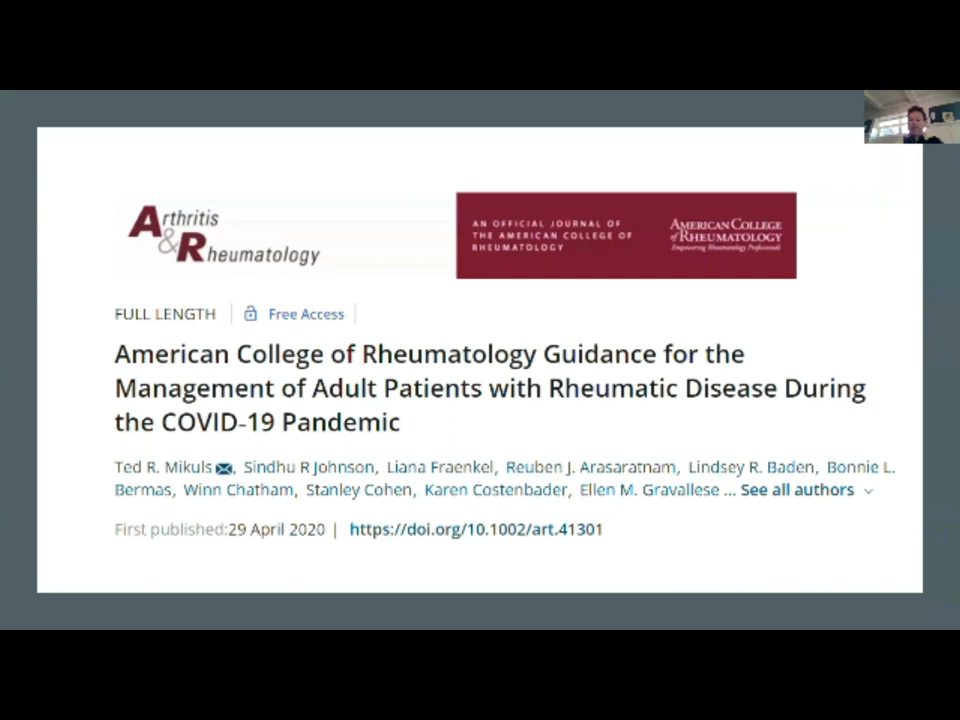 Arthritis
& Rheumatology
AN OFFICIAL JOURNAL OF
THE AMERICAN COLLEGE OF
RHEUMATOLOGY
AMERICAN COLLEGE
of RHEUMATOLOGY
Empowering Rheumatology Professionals
FULL LENGTH | Free Access |
American College of Rheumatology Guidance for the
Management of Adult Patients with Rheumatic Disease During
the COVID-19 Pandemic
Ted R. Mikuls, Sindhu R Johnson, Liana Fraenkel, Reuben J. Arasaratnam, Lindsey R. Baden, Bonnie L.
Bermas, Winn Chatham, Stanley Cohen, Karen Costenbader, Ellen M. Gravallese ... See all authors
First published:29 April 2020 | https://doi.org/10.1002/art.41301